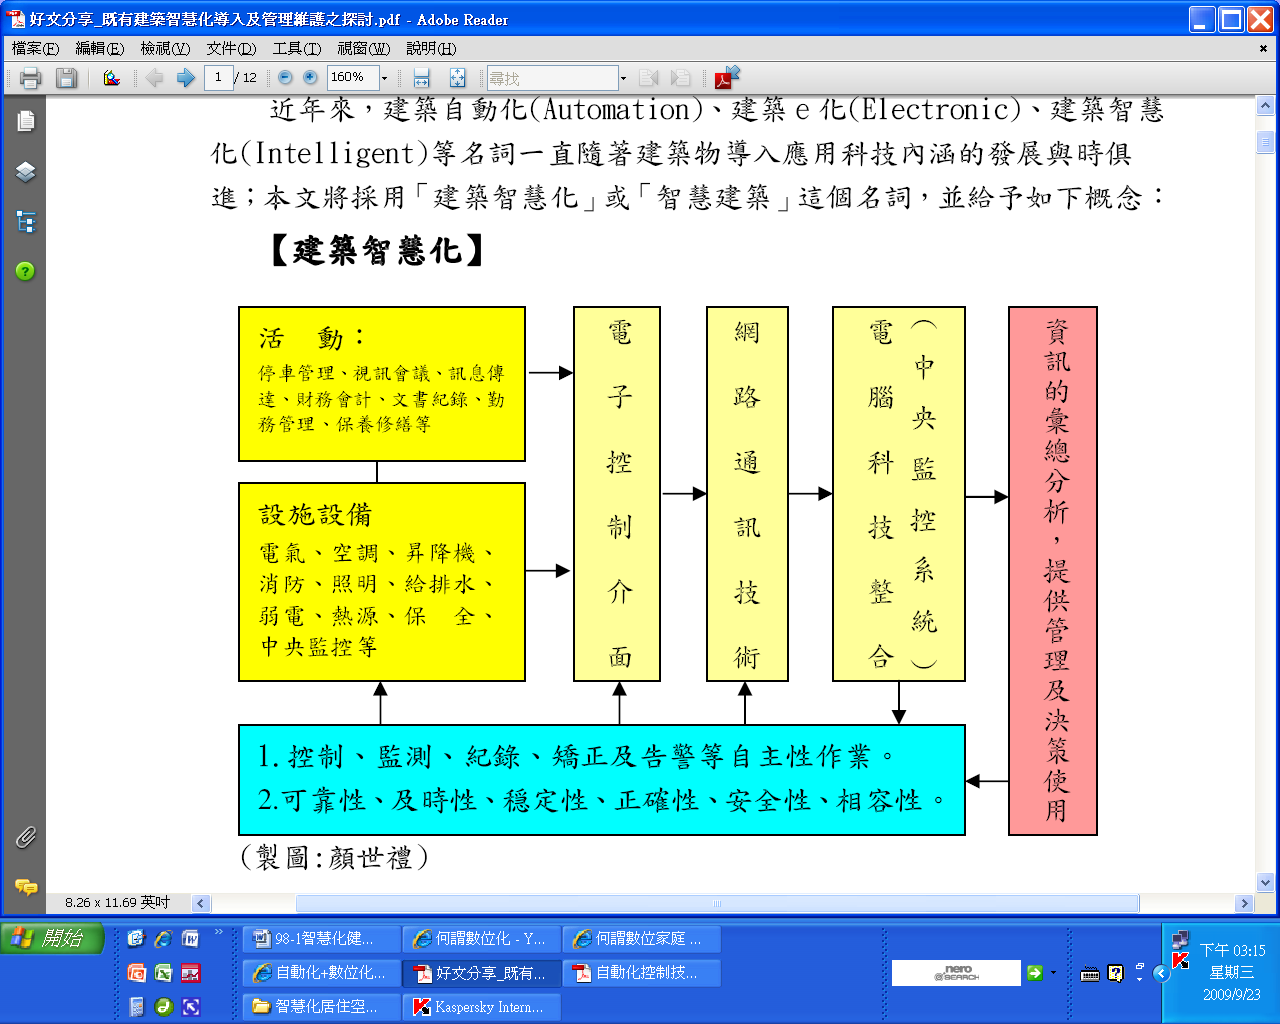 好文分享_既有建築智慧化導入及管理維護之探討.pdf - Adobe Reader
檔案(F) 編輯(E) 檢視(V) 文件(D) 工具(T) 視窗(W) 說明(H)
1 / 12 160% 尋找
近年來，建築自動化(Automation)、建築e化(Electronic)、建築智慧
化(Intelligent)等名詞一直隨著建築物導入應用科技內涵的發展與時俱
進；本文將採用「建築智慧化」或「智慧建築」這個名詞，並給予如下概念：
【建築智慧化】
活 動：
停車管理、視訊會議、訊息傳
達、財務會計、文書紀錄、勤
務管理、保養修繕等
設施設備
電氣、空調、昇降機、
消防、照明、給排水、
弱電、熱源、保 全、
中央監控等
電子控制介面
網路通訊技術
電腦科技整合
（中央監控系統）
資訊的彙總分析，提供管理及決策使用
1.控制、監測、紀錄、矯正及告警等自主性作業。
2.可靠性、及時性、穩定性、正確性、安全性、相容性。
（製圖:顏世禮）
8.26 x 11.69 英吋
開始
98-1智慧化健...
何謂數位化 - Y...
何謂數位家庭 ...
自動化+數位化...
好文分享_既有...
自動化控制技...
智慧化居住空...
Kaspersky Intern...
nero
SEARCH
下午 03:15
星期三
2009/9/23